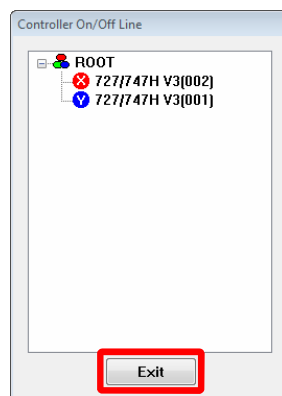 Controller On/Off Line
ROOT
X 727/747H V3(002)
Y 727/747H V3(001)
Exit